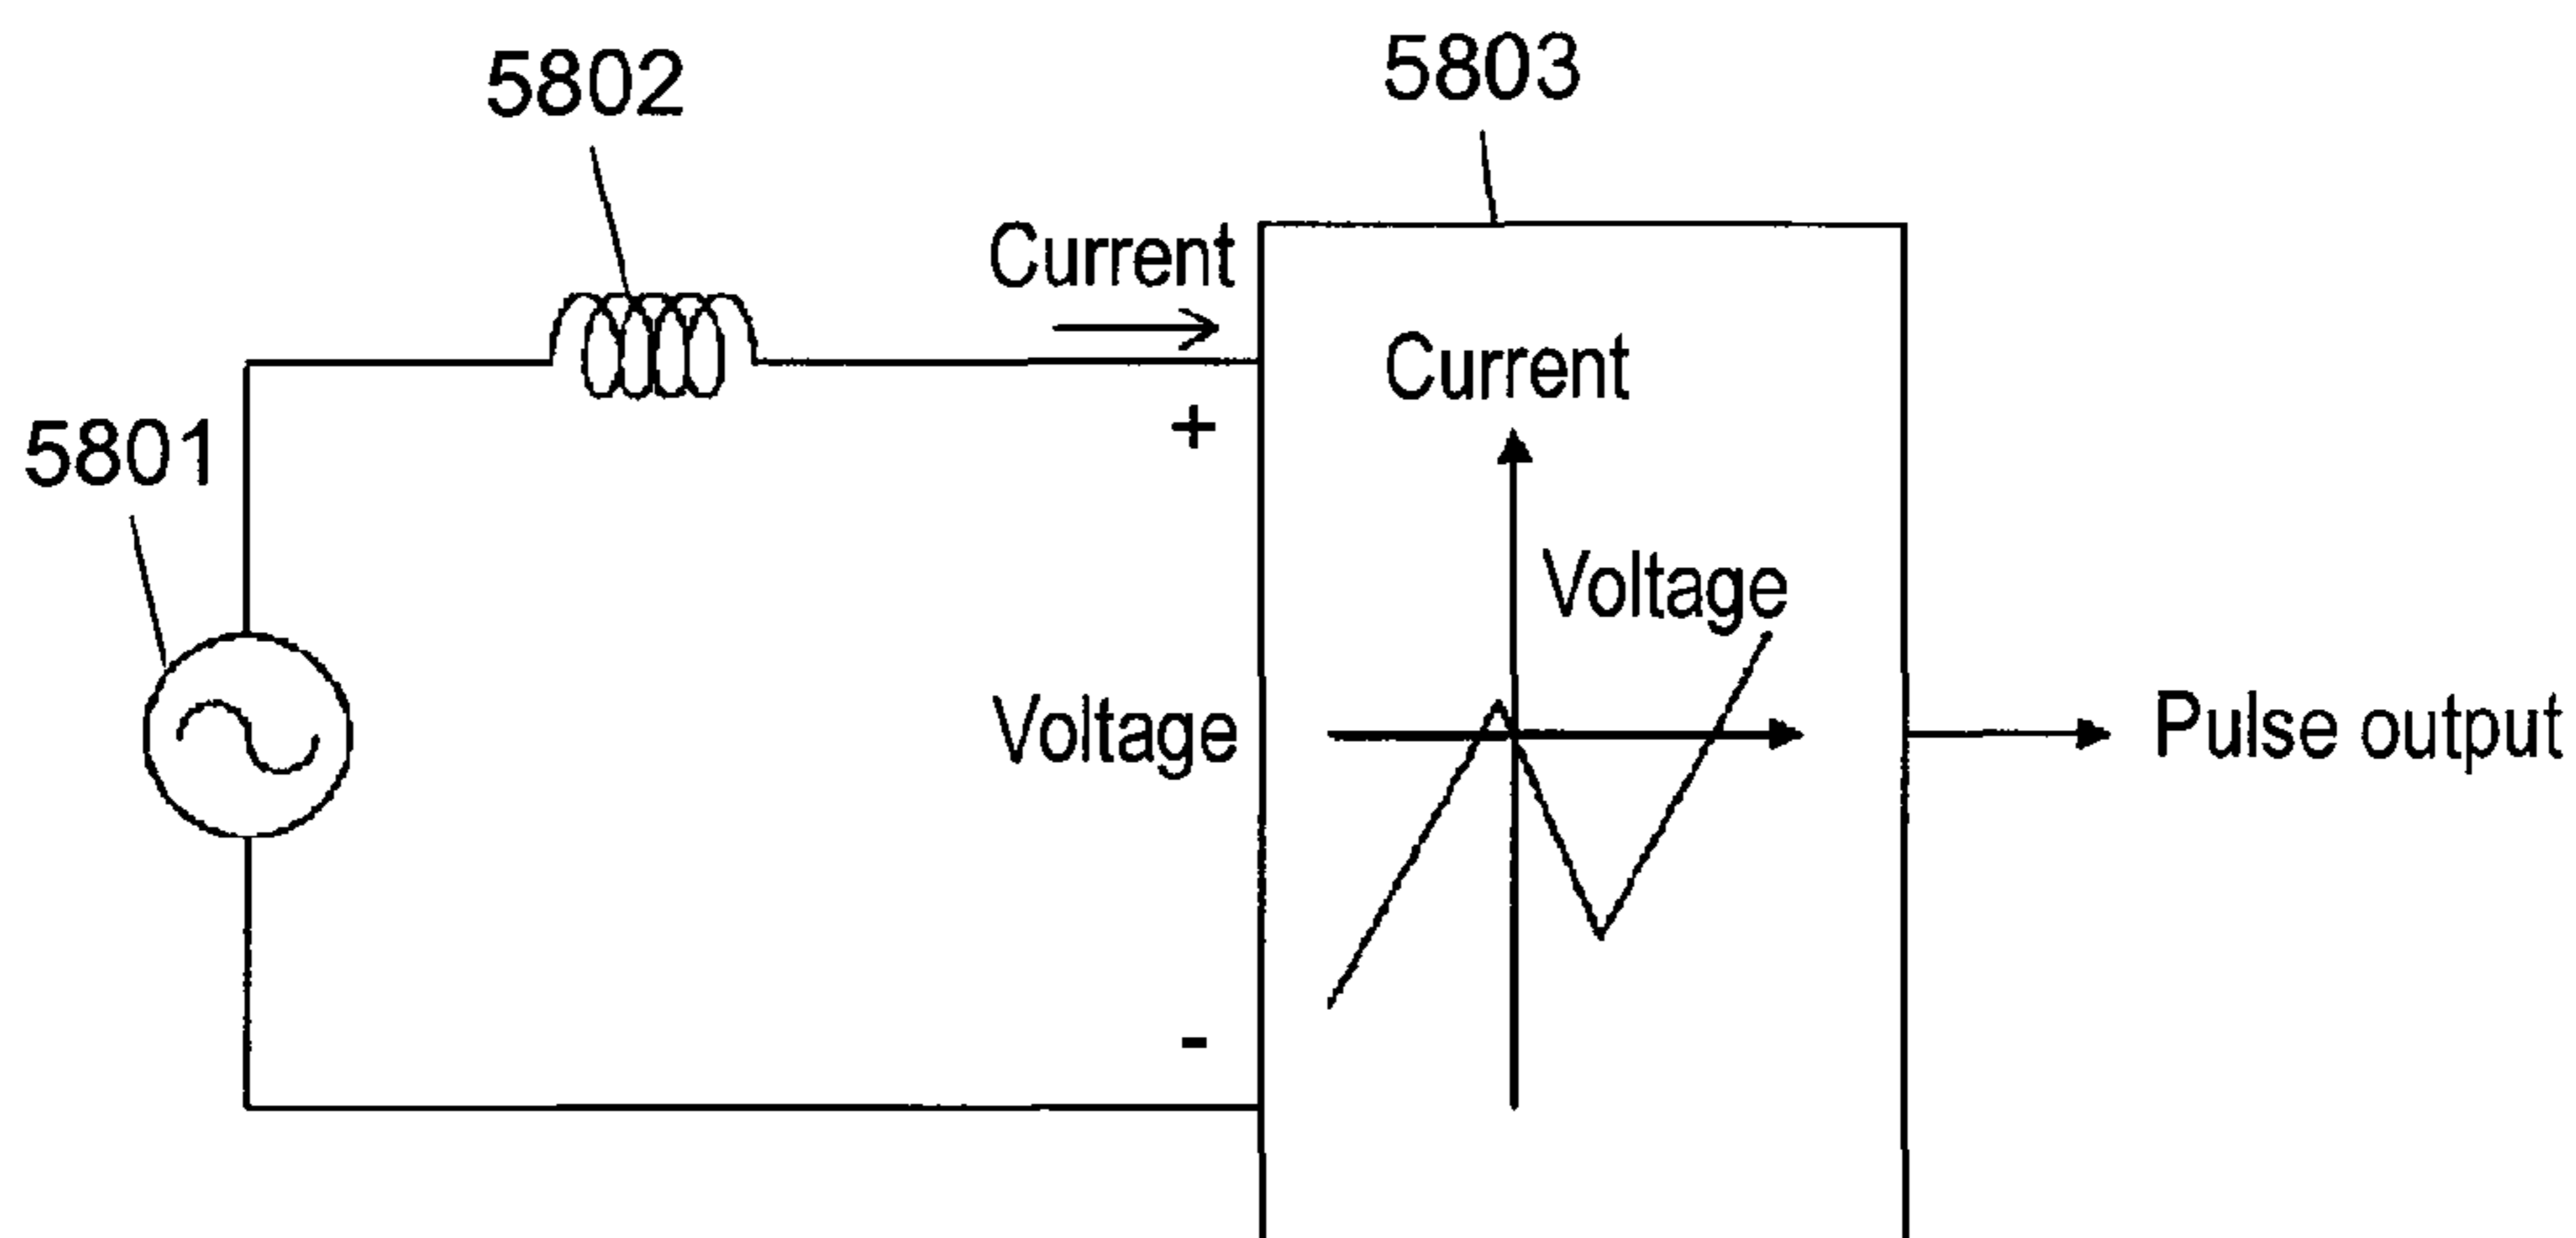 5802
5803
Current
Current
+
5801
Voltage
Voltage
Pulse output
-